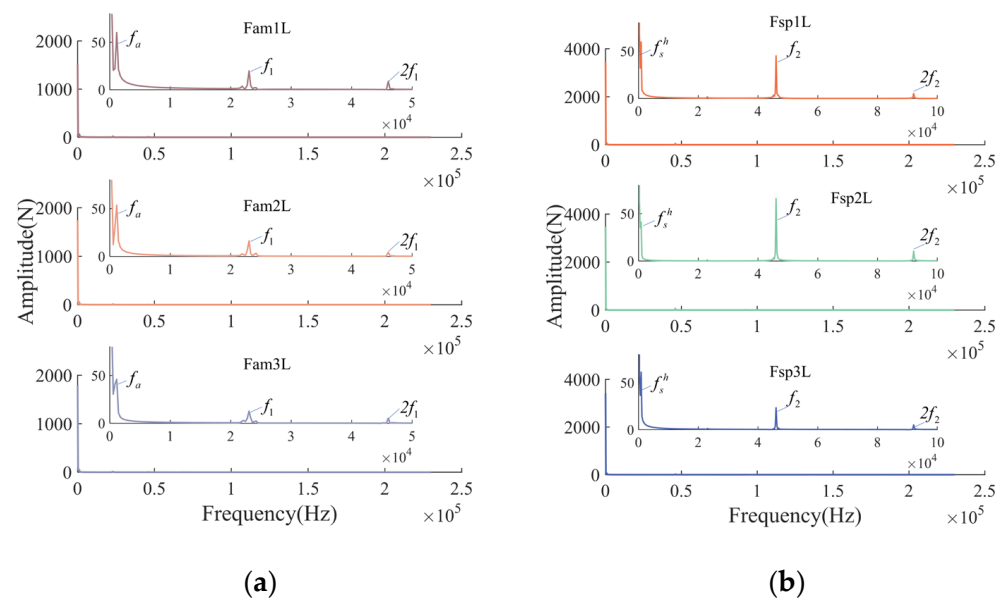 Fam1L
50
f_a
f_1
2f_1
0
0 1 2 3 4 5
×10^4
2000
1000
0
0 0.5 1 1.5 2 2.5
×10^5
Fam2L
50
f_a
f_1
2f_1
0
0 1 2 3 4 5
×10^4
2000
1000
0
0 0.5 1 1.5 2 2.5
×10^5
Amplitude(N)
Fam3L
50
f_a
f_1
2f_1
0
0 1 2 3 4 5
×10^4
2000
1000
0
0 0.5 1 1.5 2 2.5
×10^5
Frequency(Hz)
(a)
Fsp1L
50
f_s^h
f_2
2f_2
0
0 2 4 6 8 10
×10^4
4000
2000
0
0 0.5 1 1.5 2 2.5
×10^5
Fsp2L
50
f_s^h
f_2
2f_2
0
0 2 4 6 8 10
×10^4
4000
2000
0
0 0.5 1 1.5 2 2.5
×10^5
Amplitude(N)
Fsp3L
50
f_s^h
f_2
2f_2
0
0 2 4 6 8 10
×10^4
4000
2000
0
0 0.5 1 1.5 2 2.5
×10^5
Frequency(Hz)
(b)